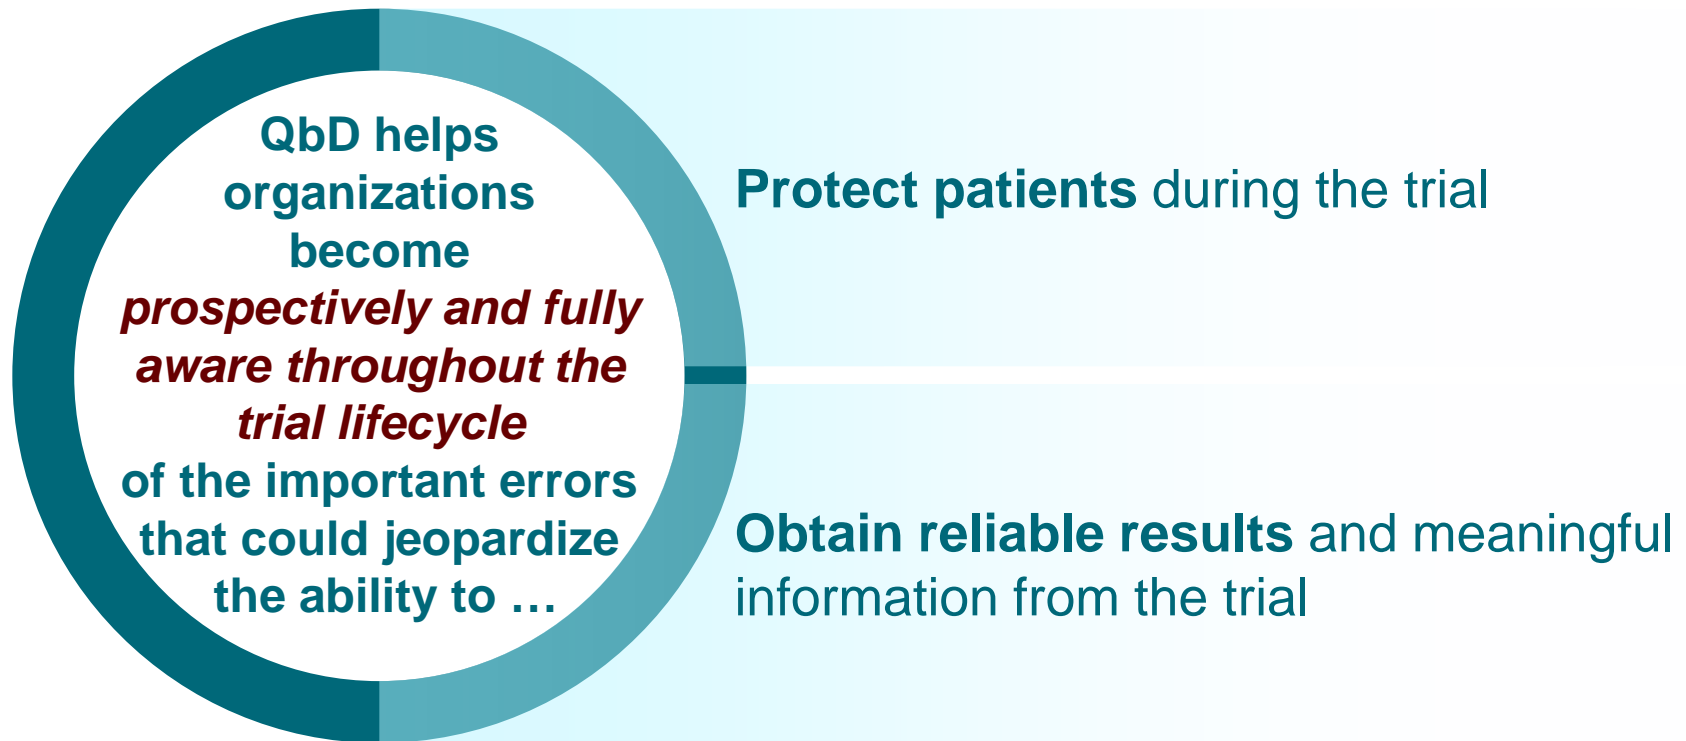 QbD helps
organizations
become
prospectively and fully
aware throughout the
trial lifecycle
of the important errors
that could jeopardize
the ability to …
Protect patients during the trial
Obtain reliable results and meaningful
information from the trial